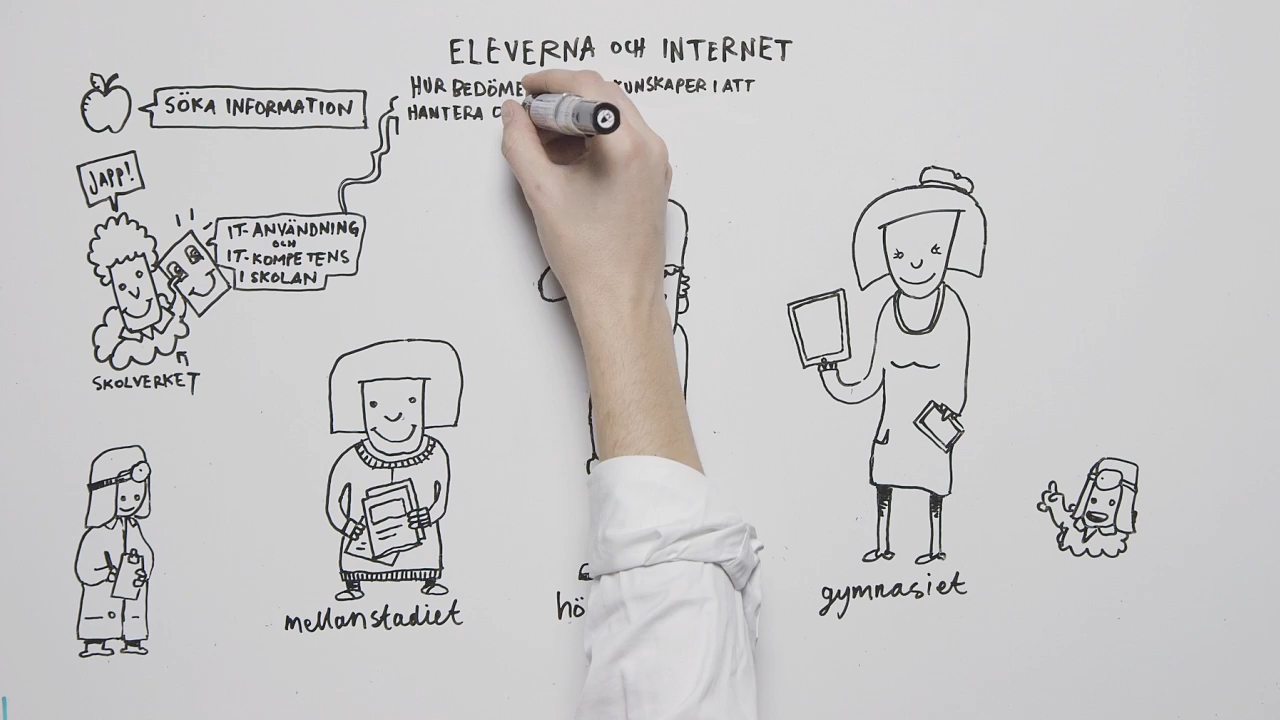 ELEVERNA OCH INTERNET
HUR KUNSKAPER I ATT
HANTERA
SÖKA INFORMATION
JAPP!
IT-ANVÄNDNING
OCH
IT-KOMPETENS
I SKOLAN
SKOLVERKET
mellanstadiet
gymnasiet